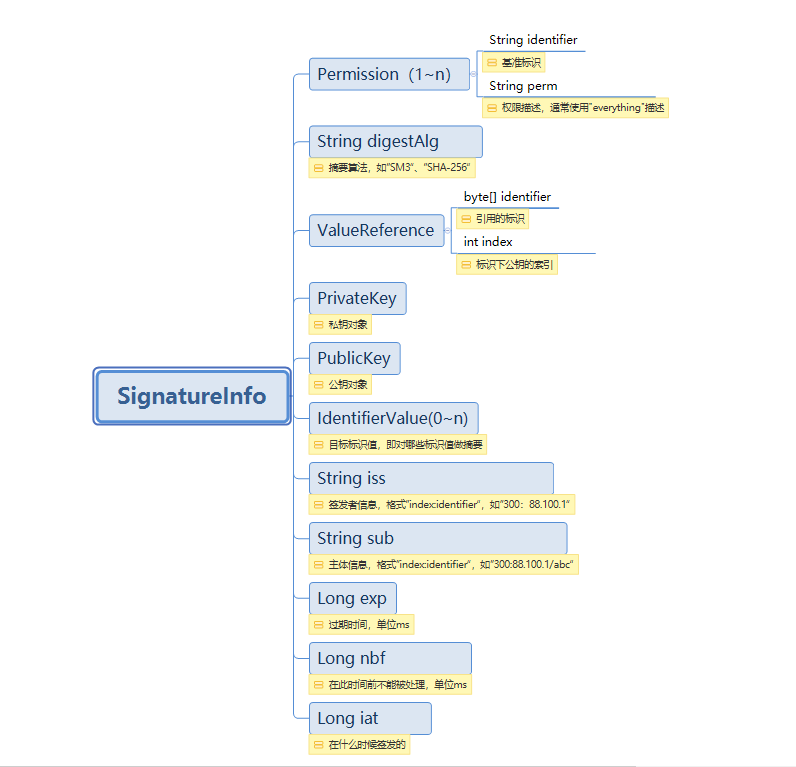 String identifier
基准标识
Permission（1~n）
String perm
权限描述，通常使用"everything"描述
String digestAlg
摘要算法，如"SM3"、"SHA-256"
byte[] identifier
引用的标识
ValueReference
int index
标识下公钥的索引
PrivateKey
私钥对象
PublicKey
公钥对象
SignatureInfo
IdentifierValue(0~n)
目标标识值，即对哪些标识值做摘要
String iss
签发者信息，格式"index:identifier"，如"300：88.100.1"
String sub
主体信息，格式"index:identifier"，如"300:88.100.1/abc"
Long exp
过期时间，单位ms
Long nbf
在此时间前不能被处理，单位ms
Long iat
在什么时候签发的